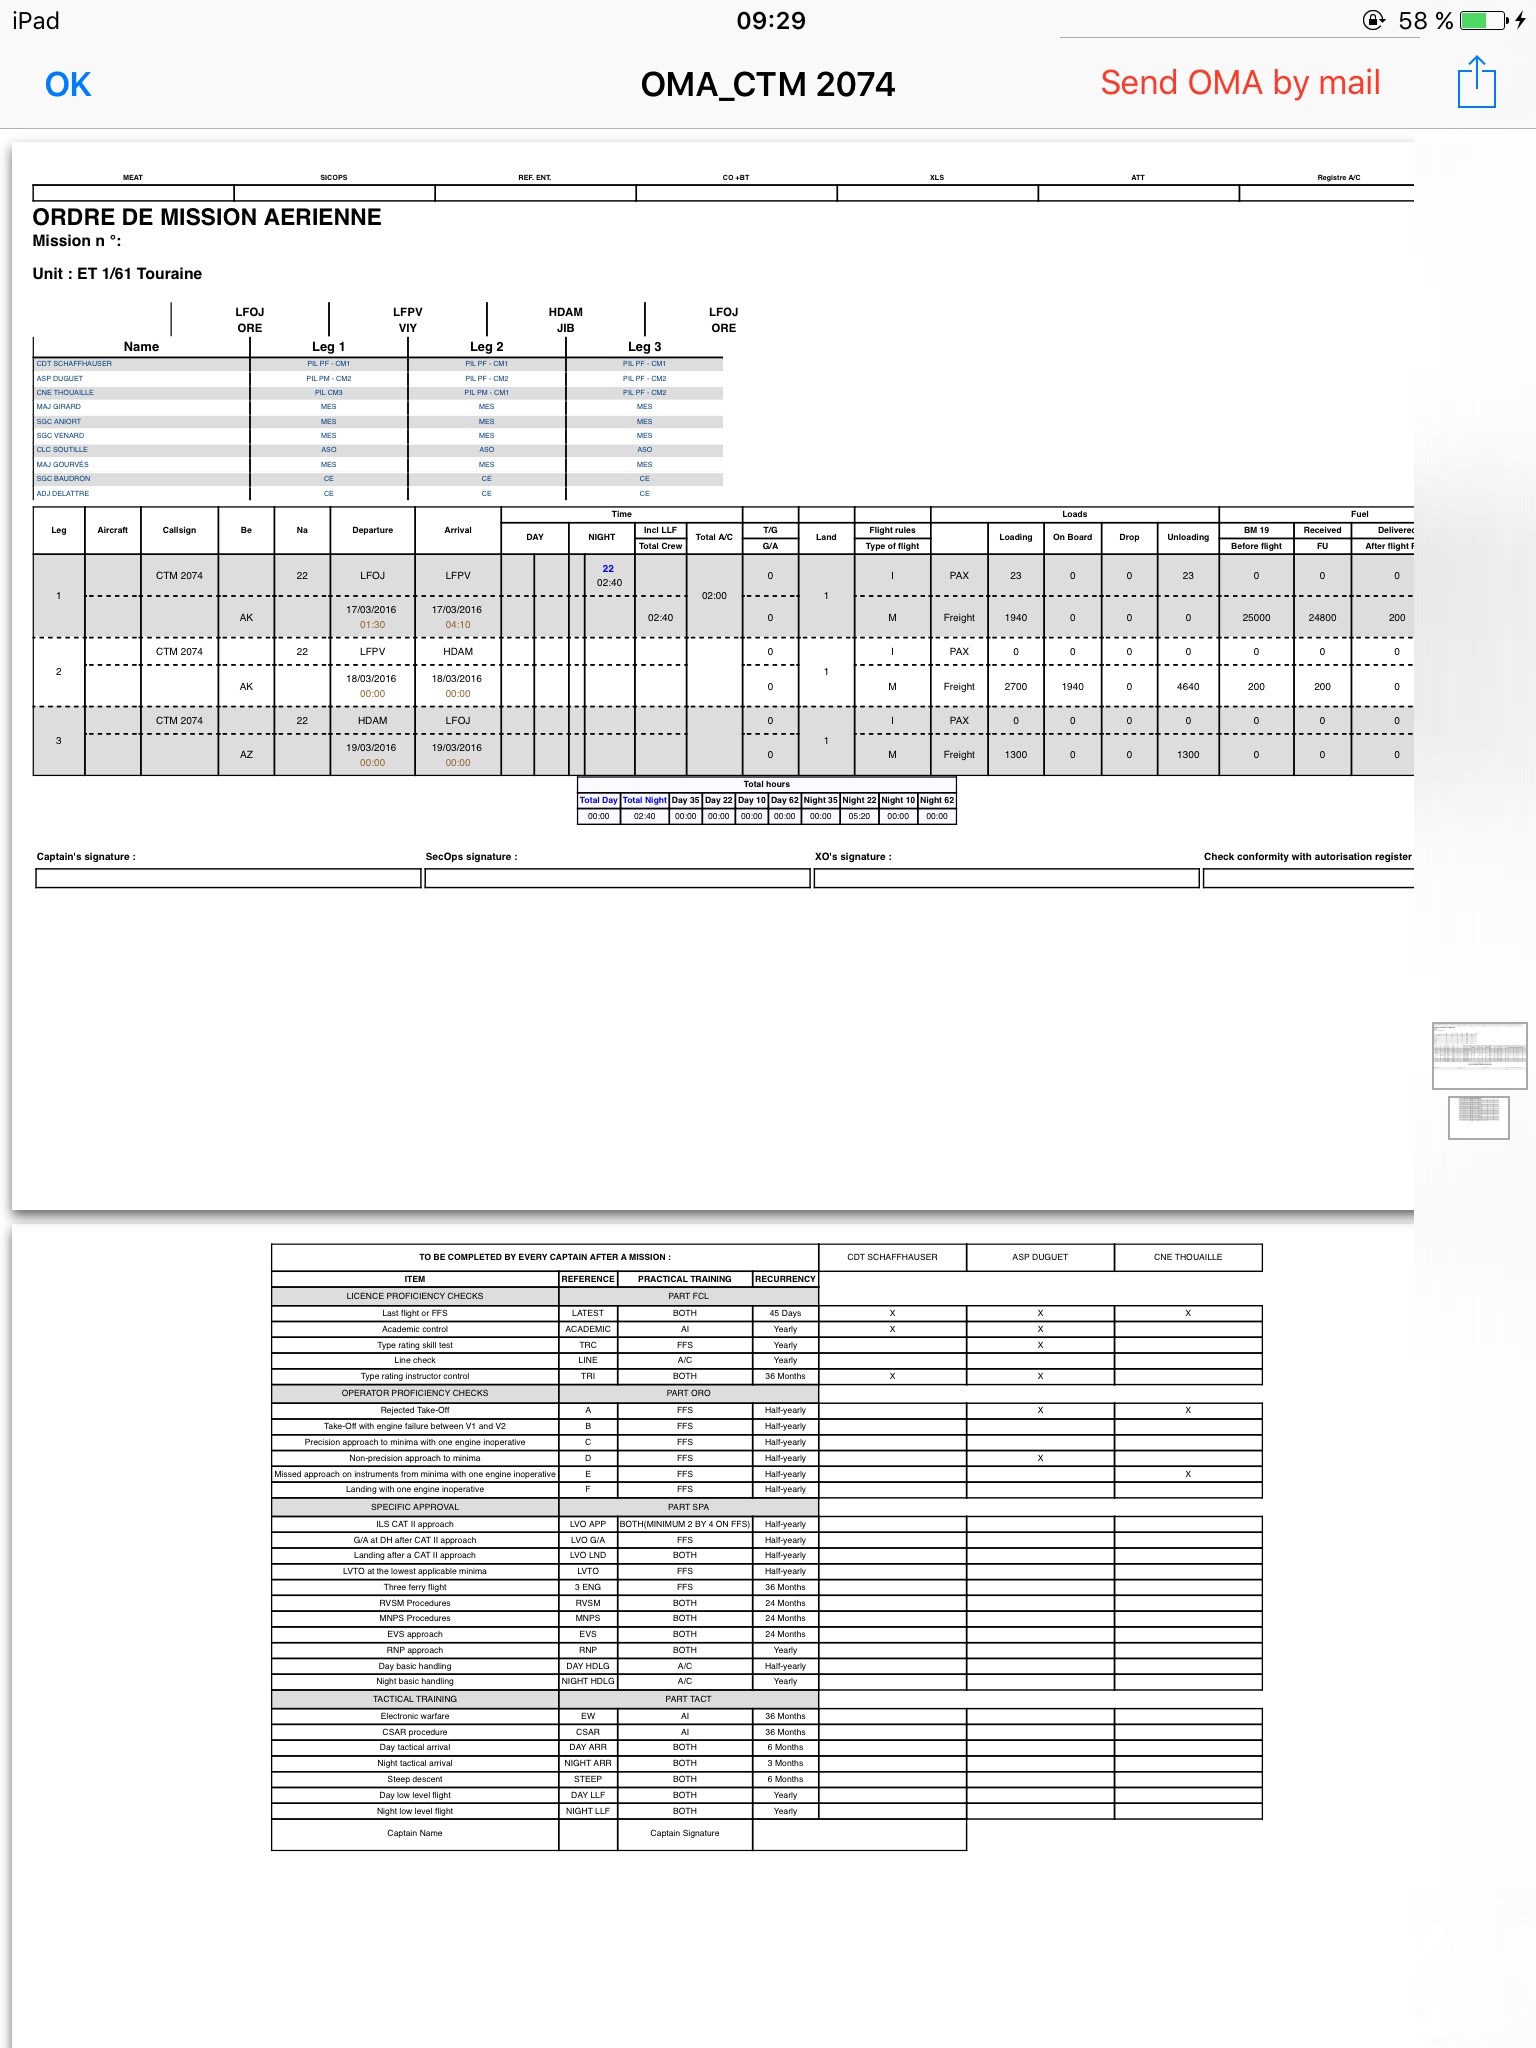 iPad 09:29 58 %
OK OMA_CTM 2074 Send OMA by mail
MEAT SICOPS REF. ENT. CO +BT XLS ATT Registre A/C
ORDRE DE MISSION AERIENNE
Mission n °:
Unit : ET 1/61 Touraine
LFOJ LFPV HDAM LFOJ
ORE VIY JIB ORE
Name Leg 1 Leg 2 Leg 3
CDT SCHAFFHAUSER PIL PF - CM1 PIL PF - CM1 PIL PF - CM1
ASP DUGUET PIL PM - CM2 PIL PF - CM2 PIL PF - CM2
CNE THOUAILLE PIL CM3 PIL PM - CM1 PIL PF - CM2
MAJ GIRARD MES MES MES
SGC ANIORT MES MES MES
SGC VENARD MES MES MES
CLC SOUTILLE ASO ASO ASO
MAJ GOURVÈS MES MES MES
SGC BAUDRON CE CE CE
ADJ DELATTRE CE CE CE
Time Loads Fuel
Leg Aircraft Callsign Be Na Departure Arrival DAY NIGHT Incl LLF Total A/C T/G Land Flight rules Loading On Board Drop Unloading BM 19 Received Delivered
Total Crew G/A Type of flight Before flight FU After flight F
CTM 2074 22 LFOJ LFPV 22 02:40 0 I PAX 23 0 0 23 0 0 0
1 02:00 1
AK 17/03/2016 01:30 17/03/2016 04:10 02:40 0 M Freight 1940 0 0 0 25000 24800 200
CTM 2074 22 LFPV HDAM 0 I PAX 0 0 0 0 0 0 0
2 1
AK 18/03/2016 00:00 18/03/2016 00:00 0 M Freight 2700 1940 0 4640 200 200 0
CTM 2074 22 HDAM LFOJ 0 I PAX 0 0 0 0 0 0 0
3 1
AZ 19/03/2016 00:00 19/03/2016 00:00 0 M Freight 1300 0 0 1300 0 0 0
Total hours
Total Day Total Night Day 35 Day 22 Day 10 Day 62 Night 35 Night 22 Night 10 Night 62
00:00 02:40 00:00 00:00 00:00 00:00 00:00 05:20 00:00 00:00
Captain's signature : SecOps signature : XO's signature : Check conformity with autorisation register
TO BE COMPLETED BY EVERY CAPTAIN AFTER A MISSION : CDT SCHAFFHAUSER ASP DUGUET CNE THOUAILLE
ITEM REFERENCE PRACTICAL TRAINING RECURRENCY
LICENCE PROFICIENCY CHECKS PART FCL
Last flight or FFS LATEST BOTH 45 Days X X X
Academic control ACADEMIC AI Yearly X X
Type rating skill test TRC FFS Yearly X
Line check LINE A/C Yearly
Type rating instructor control TRI BOTH 36 Months X X
OPERATOR PROFICIENCY CHECKS PART ORO
Rejected Take-Off A FFS Half-yearly X X
Take-Off with engine failure between V1 and V2 B FFS Half-yearly
Precision approach to minima with one engine inoperative C FFS Half-yearly
Non-precision approach to minima D FFS Half-yearly X
Missed approach on instruments from minima with one engine inoperative E FFS Half-yearly X
Landing with one engine inoperative F FFS Half-yearly
SPECIFIC APPROVAL PART SPA
ILS CAT II approach LVO APP BOTH(MINIMUM 2 BY 4 ON FFS) Half-yearly
G/A at DH after CAT II approach LVO G/A FFS Half-yearly
Landing after a CAT II approach LVO LND BOTH Half-yearly
LVTO at the lowest applicable minima LVTO FFS Half-yearly
Three ferry flight 3 ENG FFS 36 Months
RVSM Procedures RVSM BOTH 24 Months
MNPS Procedures MNPS BOTH 24 Months
EVS approach EVS BOTH 24 Months
RNP approach RNP BOTH Yearly
Day basic handling DAY HDLG A/C Half-yearly
Night basic handling NIGHT HDLG A/C Yearly
TACTICAL TRAINING PART TACT
Electronic warfare EW AI 36 Months
CSAR procedure CSAR AI 36 Months
Day tactical arrival DAY ARR BOTH 6 Months
Night tactical arrival NIGHT ARR BOTH 3 Months
Steep descent STEEP BOTH 6 Months
Day low level flight DAY LLF BOTH Yearly
Night low level flight NIGHT LLF BOTH Yearly
Captain Name Captain Signature